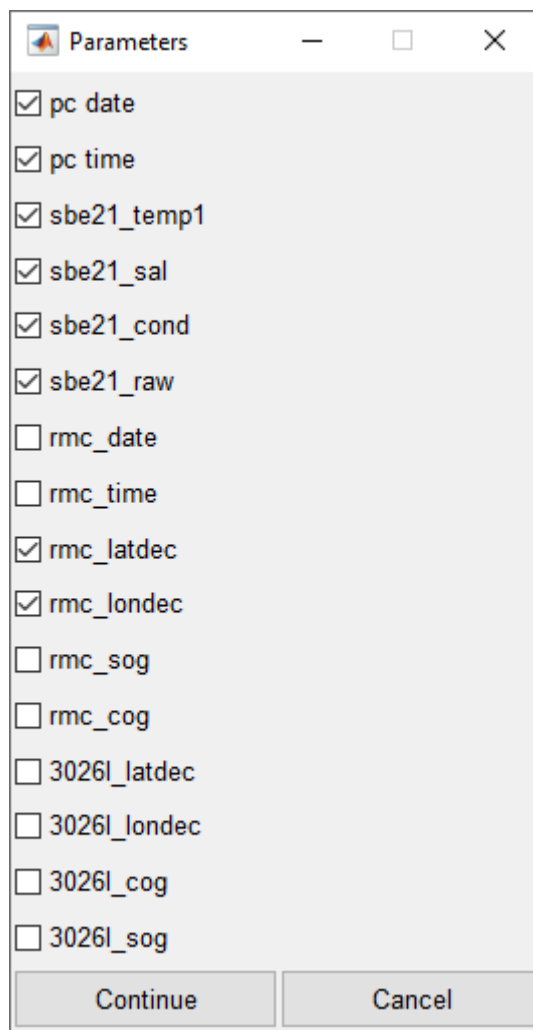 Parameters
pc date
pc time
sbe21_temp1
sbe21_sal
sbe21_cond
sbe21_raw
rmc_date
rmc_time
rmc_latdec
rmc_londec
rmc_sog
rmc_cog
3026l_latdec
3026l_londec
3026l_cog
3026l_sog
Continue Cancel